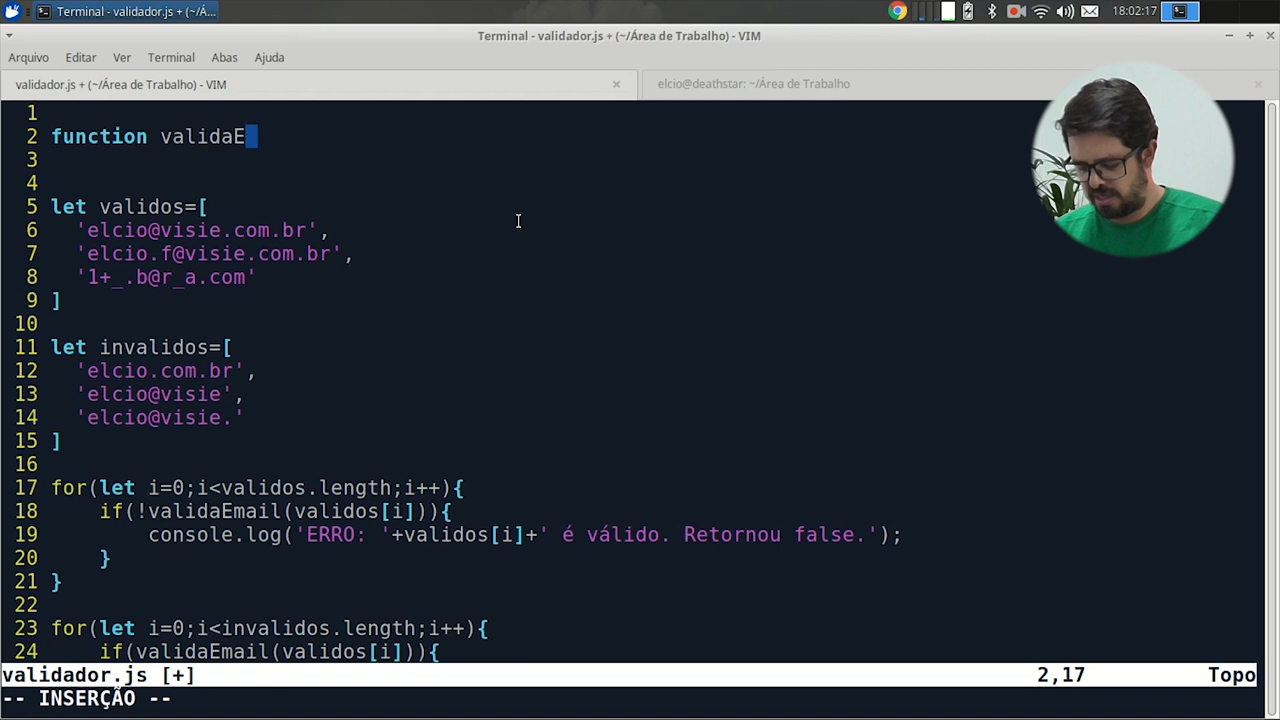 Terminal - validador.js + (~/Á...
18:02:17
Terminal - validador.js + (~/Área de Trabalho) - VIM
Arquivo Editar Ver Terminal Abas Ajuda
validador.js + (~/Área de Trabalho) - VIM
elcio@deathstar: ~/Área de Trabalho
1
2 function validaE
3
4
5 let validos=[
6 'elcio@visie.com.br',
7 'elcio.f@visie.com.br',
8 '1+_.b@r_a.com'
9 ]
10
11 let invalidos=[
12 'elcio.com.br',
13 'elcio@visie',
14 'elcio@visie.'
15 ]
16
17 for(let i=0;i<validos.length;i++){
18 if(!validaEmail(validos[i])){
19 console.log('ERRO: '+validos[i]+' é válido. Retornou false.');
20 }
21 }
22
23 for(let i=0;i<invalidos.length;i++){
24 if(validaEmail(validos[i])){
validador.js [+] 2,17 Topo
-- INSERÇÃO --